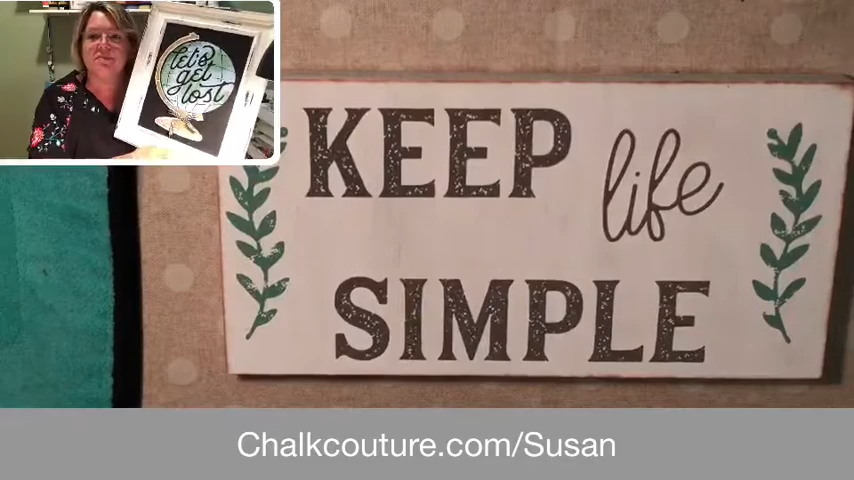 let's
get
lost
KEEP life
SIMPLE
Chalkcouture.com/Susan